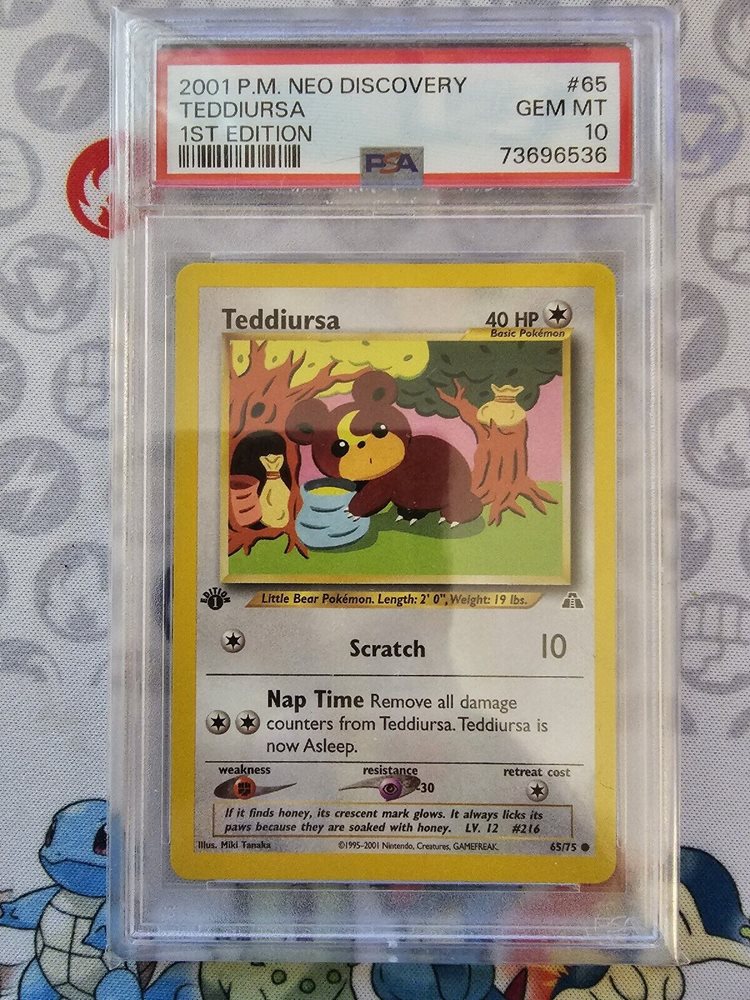 2001 P.M. NEO DISCOVERY #65
TEDDIURSA GEM MT
1ST EDITION 10
PSA 73696536
Teddiursa 40 HP
Basic Pokémon
EDITION 1
Little Bear Pokémon. Length: 2' 0", Weight: 19 lbs.
Scratch 10
Nap Time Remove all damage
counters from Teddiursa. Teddiursa is
now Asleep.
weakness resistance retreat cost
-30
If it finds honey, its crescent mark glows. It always licks its
paws because they are soaked with honey. LV. 12 #216
Illus. Miki Tanaka ©1995-2001 Nintendo, Creatures, GAMEFREAK. 65/75
PSA